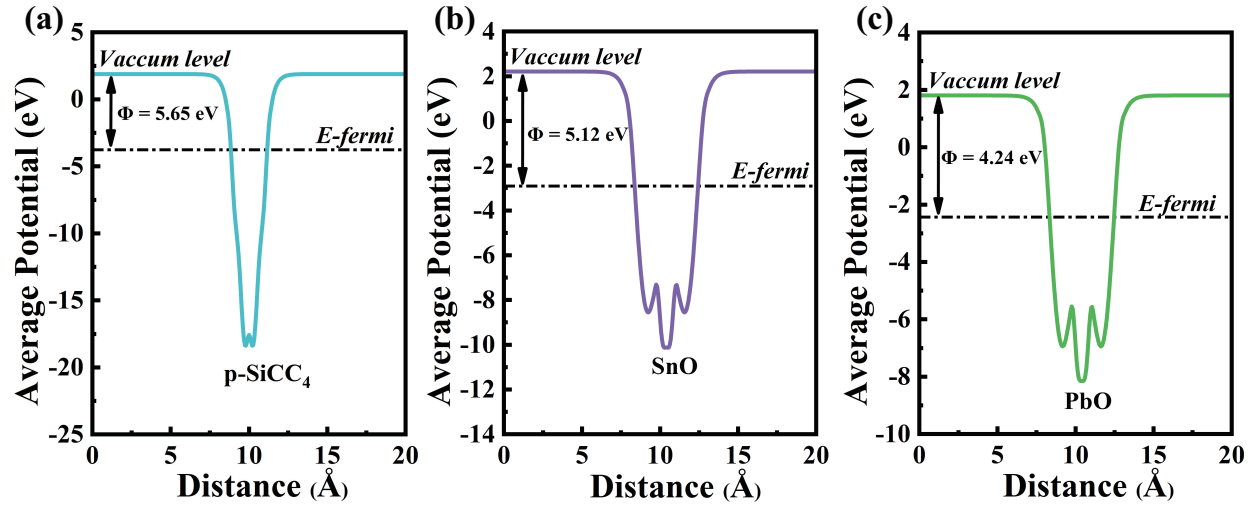 (a)
Vaccum level
Φ = 5.65 eV
E-fermi
p-SiCC4
Average Potential (eV)
5
0
-5
-10
-15
-20
-25
0
5
10
15
20
Distance (Å)
(b)
Vaccum level
Φ = 5.12 eV
E-fermi
SnO
Average Potential (eV)
4
2
0
-2
-4
-6
-8
-10
-12
-14
0
5
10
15
20
Distance (Å)
(c)
Vaccum level
Φ = 4.24 eV
E-fermi
PbO
Average Potential (eV)
4
2
0
-2
-4
-6
-8
-10
0
5
10
15
20
Distance (Å)